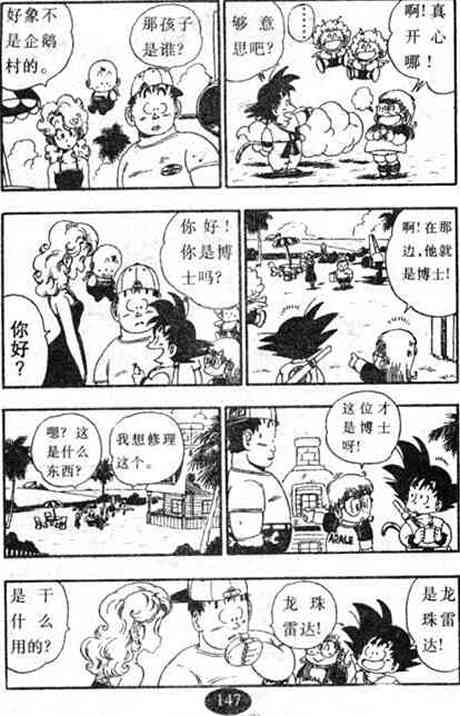 啊!真
开心
哪!
……
够意
思吧?
那孩子
是谁?
好象不
是企鹅
村的。
啊!在那
边,他就
是博士!
你好!
你是博
士吗?
你好?
这位才
是博士
呀!
ARALE
我想修理
这个。
嗯?这
是什么
东西?
是龙
珠雷
达!
龙珠
雷达!
是干
什么
用的?
147